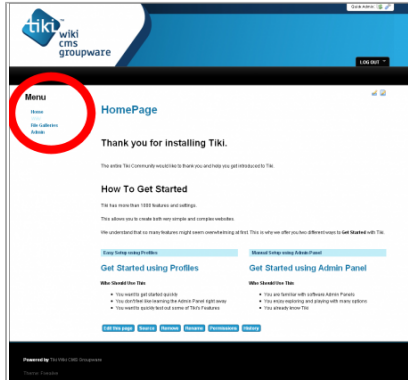 Quick Admin
tiki
wiki
cms
groupware
LOG OUT
Menu
Home
File Galleries
Admin
HomePage
Thank you for installing Tiki.
The entire Tiki Community would like to thank you and help you get introduced to Tiki.
How To Get Started
Tiki has more than 1000 features and settings.
This allows you to create both very simple and complex websites.
We understand that so many features might seem overwhelming at first. This is why we offer you two different ways to Get Started with Tiki.
Easy Setup using Profiles
Manual Setup using Admin Panel
Get Started using Profiles
Get Started using Admin Panel
Who Should Use This
Who Should Use This
You want to get started quickly
You don't feel like learning the Admin Panel right away
You want to quickly test out some of Tiki's Features
You are familiar with software Admin Panels
You enjoy exploring and playing with many options
You already know Tiki
Edit this page
Source
Remove
Rename
Permissions
History
Powered by Tiki Wiki CMS Groupware